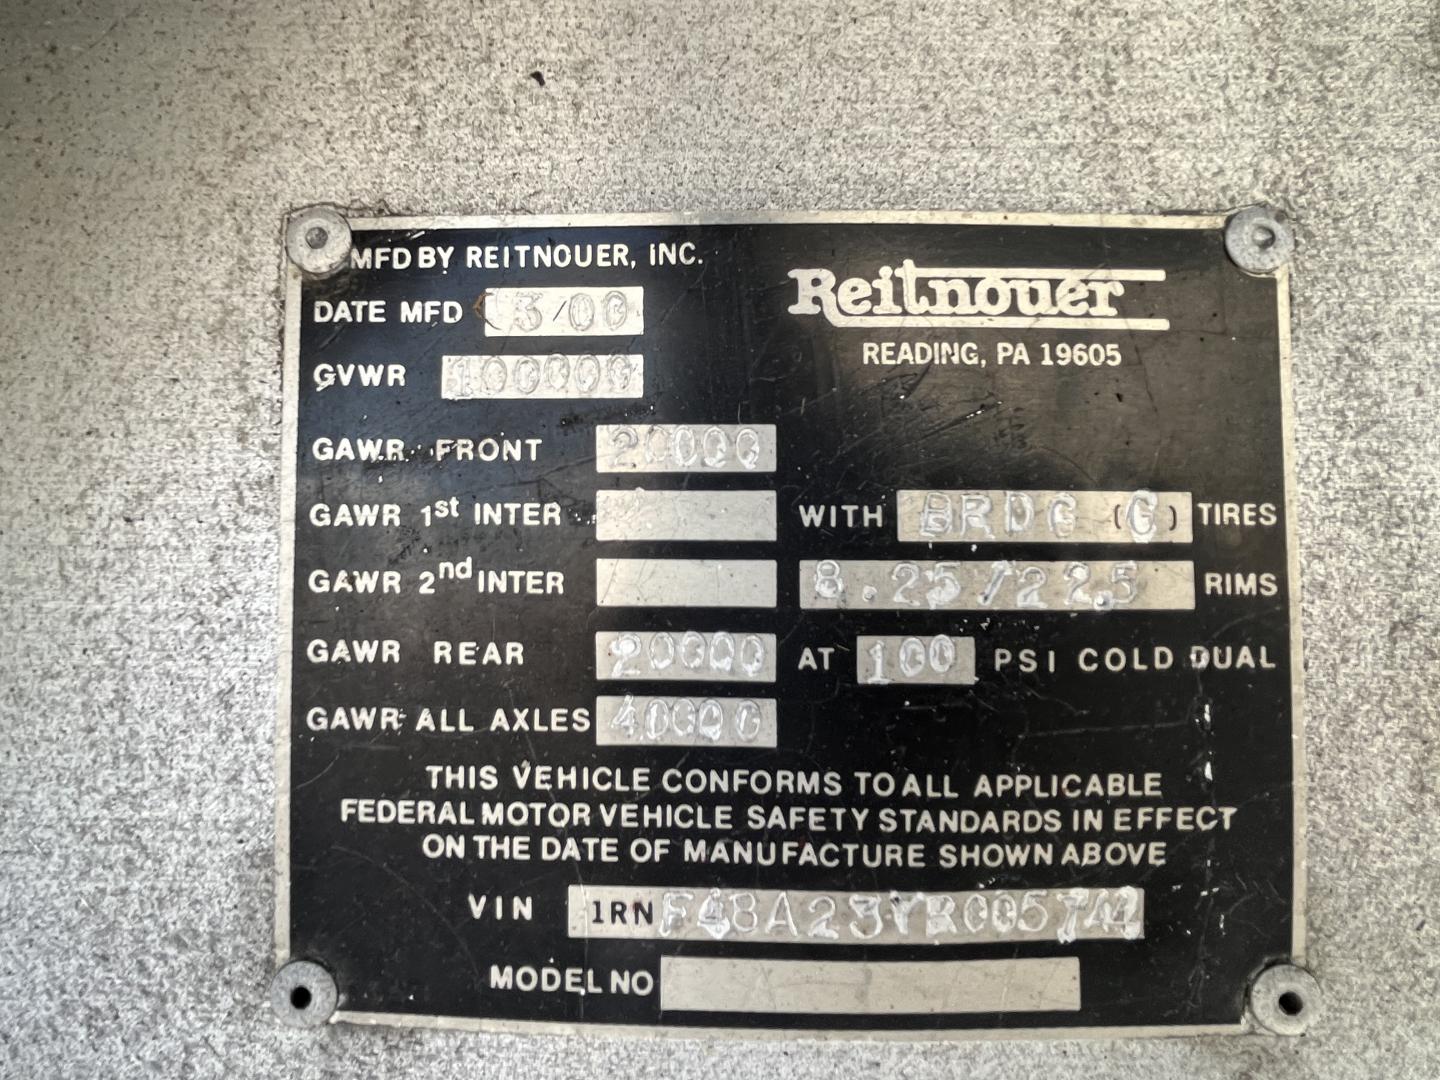 MFD BY REITNOUER, INC.
Reitnouer
READING, PA 19605
DATE MFD 3/00
GVWR 100000
GAWR FRONT 20000
GAWR 1st INTER WITH BRDG (G) TIRES
GAWR 2nd INTER 8.25/22.5 RIMS
GAWR REAR 20000 AT 100 PSI COLD DUAL
GAWR ALL AXLES 40000
THIS VEHICLE CONFORMS TO ALL APPLICABLE
FEDERAL MOTOR VEHICLE SAFETY STANDARDS IN EFFECT
ON THE DATE OF MANUFACTURE SHOWN ABOVE
VIN
MODEL NO